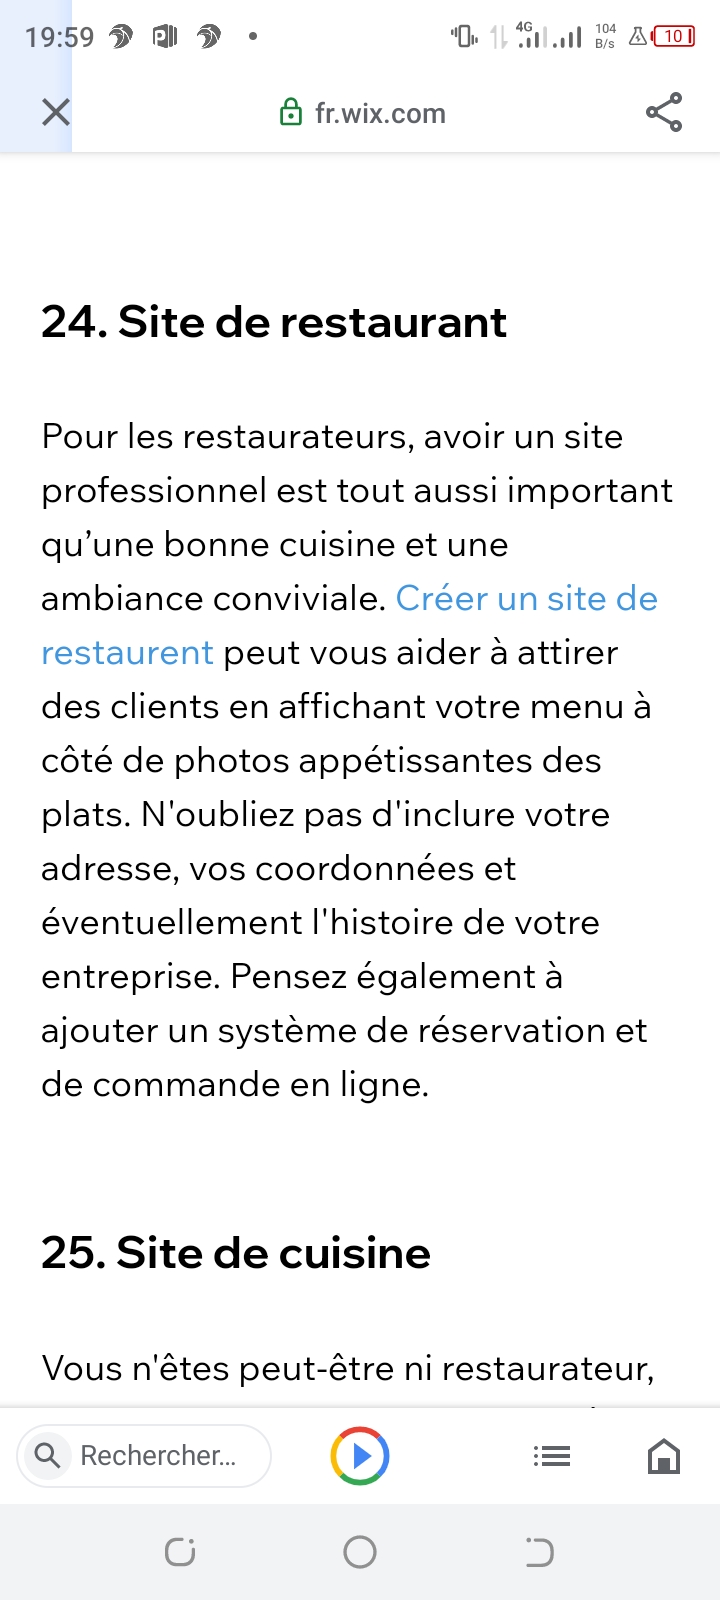 19:59
4G
104
B/s
10
fr.wix.com
24. Site de restaurant
Pour les restaurateurs, avoir un site
professionnel est tout aussi important
qu’une bonne cuisine et une
ambiance conviviale. Créer un site de
restaurent peut vous aider à attirer
des clients en affichant votre menu à
côté de photos appétissantes des
plats. N'oubliez pas d'inclure votre
adresse, vos coordonnées et
éventuellement l'histoire de votre
entreprise. Pensez également à
ajouter un système de réservation et
de commande en ligne.
25. Site de cuisine
Vous n'êtes peut-être ni restaurateur,
Rechercher...